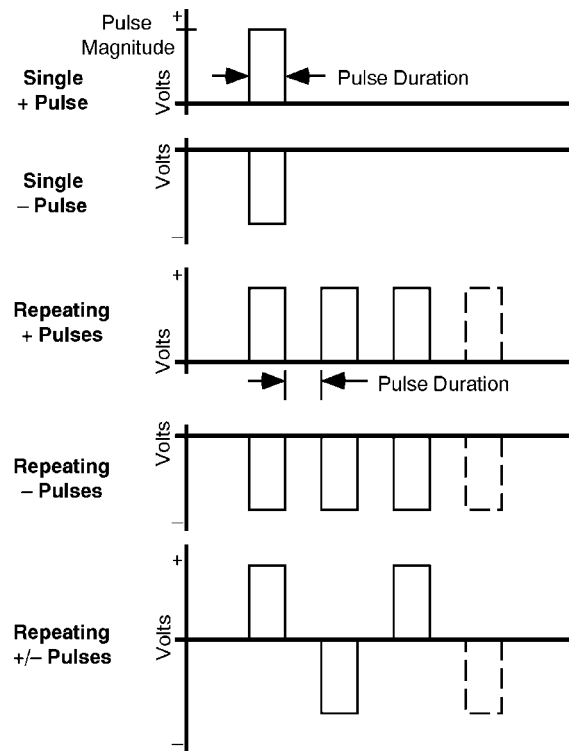 +
Pulse
Magnitude
Single
+ Pulse
Volts
Pulse Duration
Single
– Pulse
Volts
–
+
Repeating
+ Pulses
Volts
Pulse Duration
Repeating
– Pulses
Volts
–
+
Repeating
+/– Pulses
Volts
–